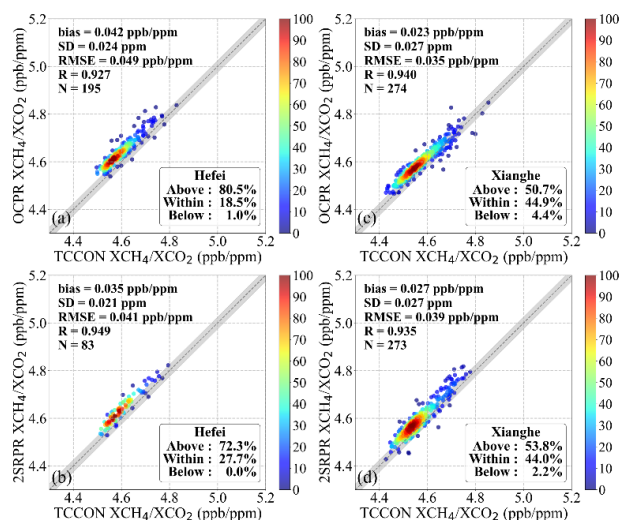 5.2
5.0
4.8
4.6
4.4
OCPR XCH₄/XCO₂ (ppb/ppm)
bias = 0.042 ppb/ppm
SD = 0.024 ppm
RMSE = 0.049 ppb/ppm
R = 0.927
N = 195
Hefei
Above : 80.5%
Within : 18.5%
Below : 1.0%
(a)
4.4 4.6 4.8 5.0 5.2
TCCON XCH₄/XCO₂ (ppb/ppm)
100
90
80
70
60
50
40
30
20
10
0
5.2
5.0
4.8
4.6
4.4
OCPR XCH₄/XCO₂ (ppb/ppm)
bias = 0.023 ppb/ppm
SD = 0.027 ppm
RMSE = 0.035 ppb/ppm
R = 0.940
N = 274
Xianghe
Above : 50.7%
Within : 44.9%
Below : 4.4%
(c)
4.4 4.6 4.8 5.0 5.2
TCCON XCH₄/XCO₂ (ppb/ppm)
100
90
80
70
60
50
40
30
20
10
0
5.2
5.0
4.8
4.6
4.4
2SRPR XCH₄/XCO₂ (ppb/ppm)
bias = 0.035 ppb/ppm
SD = 0.021 ppm
RMSE = 0.041 ppb/ppm
R = 0.949
N = 83
Hefei
Above : 72.3%
Within : 27.7%
Below : 0.0%
(b)
4.4 4.6 4.8 5.0 5.2
TCCON XCH₄/XCO₂ (ppb/ppm)
100
90
80
70
60
50
40
30
20
10
0
5.2
5.0
4.8
4.6
4.4
2SRPR XCH₄/XCO₂ (ppb/ppm)
bias = 0.027 ppb/ppm
SD = 0.027 ppm
RMSE = 0.039 ppb/ppm
R = 0.935
N = 273
Xianghe
Above : 53.8%
Within : 44.0%
Below : 2.2%
(d)
4.4 4.6 4.8 5.0 5.2
TCCON XCH₄/XCO₂ (ppb/ppm)
100
90
80
70
60
50
40
30
20
10
0